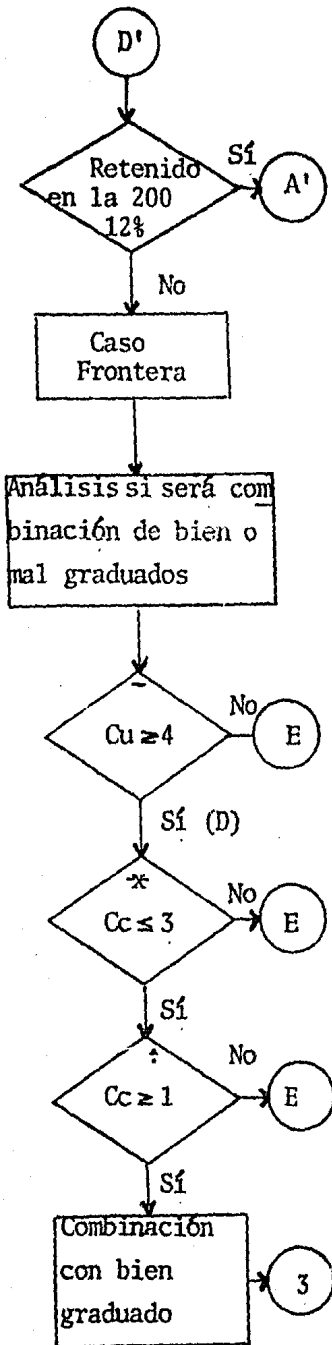 D'
Retenido
en la 200
12%
Sí
A'
No
Caso
Frontera
Análisis si será com
binación de bien o
mal graduados
Cu ≥ 4
No
E
Sí (D)
Cc ≤ 3
No
E
Sí
Cc ≥ 1
No
E
Sí
Combinación
con bien
graduado
3